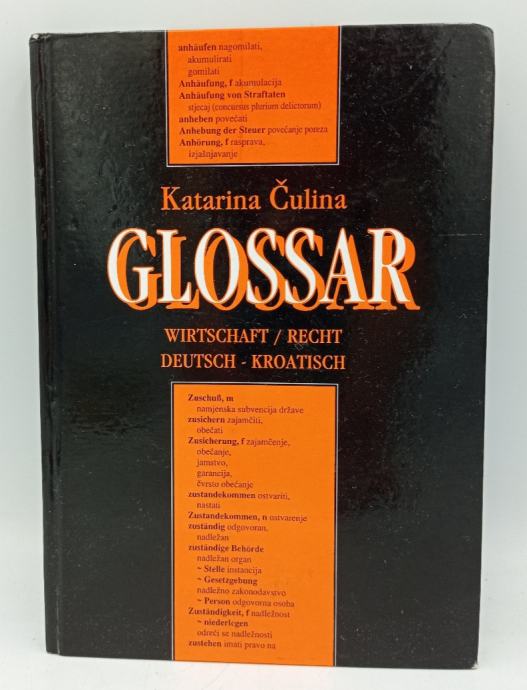 anhäufen nagomilati,
akumulirati
gomilati
Anhäufung, f akumulacija
Anhäufung von Straftaten
stjecaj (concursus plurium delictorum)
anheben povećati
Anhebung der Steuer povećanje poreza
Anhörung, f rasprava,
izjašnjavanje
Katarina Čulina
GLOSSAR
WIRTSCHAFT / RECHT
DEUTSCH - KROATISCH
Zuschuß, m
namjenska subvencija države
zusichern zajamčiti,
obećati
Zusicherung, f zajamčenje,
obećanje,
jamstvo,
garancija,
čvrsto obećanje
zustandekommen ostvariti,
nastati
Zustandekommen, n ostvarenje
zuständig odgovoran,
nadležan
zuständige Behörde
nadležan organ
~ Stelle instancija
~ Gesetzgebung
nadležno zakonodavstvo
~ Person odgovorna osoba
Zuständigkeit, f nadležnost
~ niederlegen
odreći se nadležnosti
zustehen imati pravo na